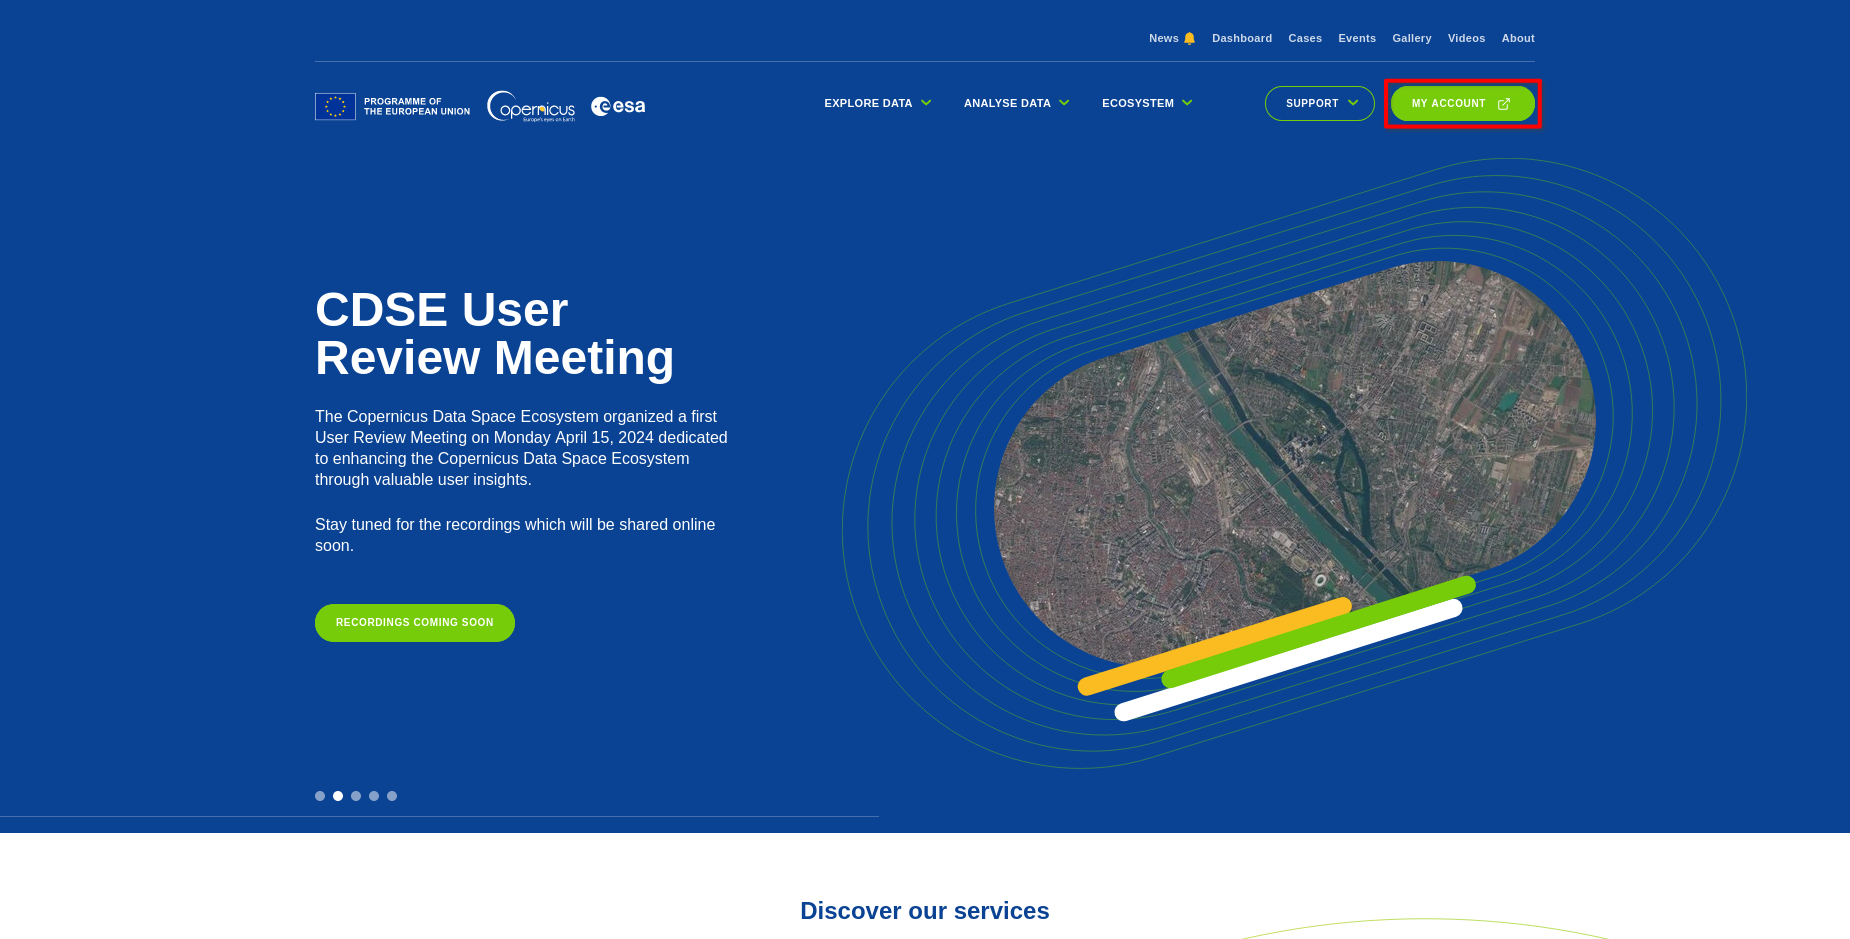 News
Dashboard
Cases
Events
Gallery
Videos
About
PROGRAMME OF
THE EUROPEAN UNION
opernicus
Europe's eyes on Earth
esa
EXPLORE DATA
ANALYSE DATA
ECOSYSTEM
SUPPORT
MY ACCOUNT
CDSE User
Review Meeting
The Copernicus Data Space Ecosystem organized a first
User Review Meeting on Monday April 15, 2024 dedicated
to enhancing the Copernicus Data Space Ecosystem
through valuable user insights.
Stay tuned for the recordings which will be shared online
soon.
RECORDINGS COMING SOON
Discover our services